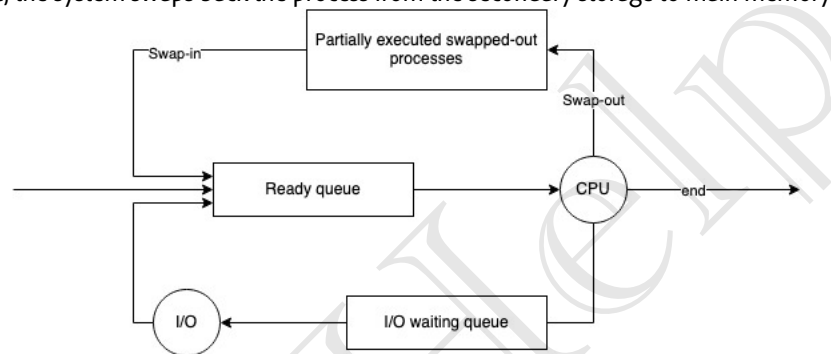 the system swaps back the process from the secondary storage to main memory
Partially executed swapped-out
processes
Swap-in
Swap-out
Ready queue
CPU
end
I/O
I/O waiting queue
Help